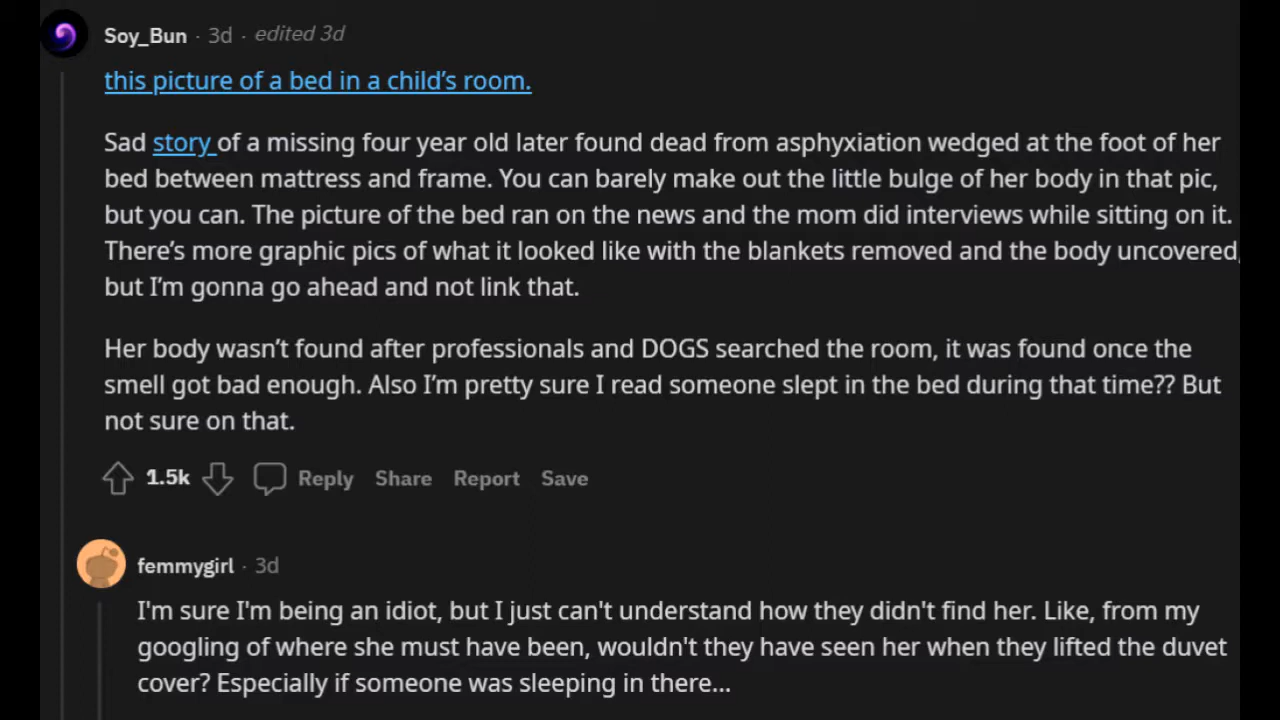 Soy_Bun · 3d · edited 3d
this picture of a bed in a child’s room.
Sad story of a missing four year old later found dead from asphyxiation wedged at the foot of her
bed between mattress and frame. You can barely make out the little bulge of her body in that pic,
but you can. The picture of the bed ran on the news and the mom did interviews while sitting on it.
There’s more graphic pics of what it looked like with the blankets removed and the body uncovered,
but I’m gonna go ahead and not link that.
Her body wasn’t found after professionals and DOGS searched the room, it was found once the
smell got bad enough. Also I’m pretty sure I read someone slept in the bed during that time?? But
not sure on that.
1.5k Reply Share Report Save
femmygirl · 3d
I'm sure I'm being an idiot, but I just can't understand how they didn't find her. Like, from my
googling of where she must have been, wouldn't they have seen her when they lifted the duvet
cover? Especially if someone was sleeping in there...